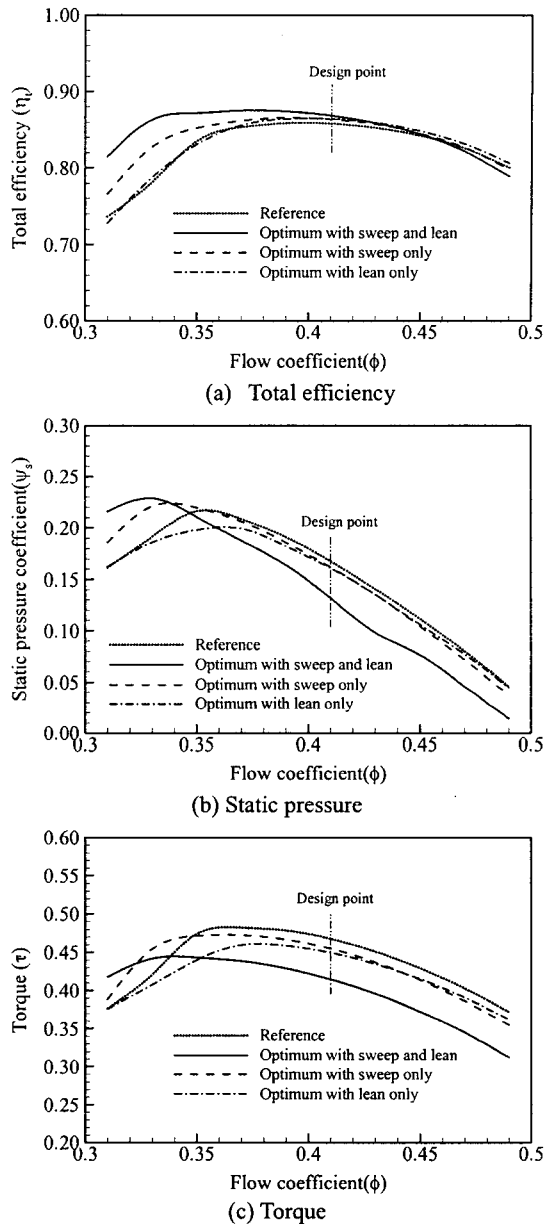 1.00
0.90
0.80
0.70
0.60
Total efficiency (ηt)
Design point
Reference
Optimum with sweep and lean
Optimum with sweep only
Optimum with lean only
0.3 0.35 0.4 0.45 0.5
Flow coefficient(ϕ)
(a) Total efficiency
0.30
0.25
0.20
0.15
0.10
0.05
0.00
Static pressure coefficient(ψs)
Design point
Reference
Optimum with sweep and lean
Optimum with sweep only
Optimum with lean only
0.3 0.35 0.4 0.45 0.5
Flow coefficient(ϕ)
(b) Static pressure
0.60
0.55
0.50
0.45
0.40
0.35
0.30
0.25
0.20
Torque (τ)
Design point
Reference
Optimum with sweep and lean
Optimum with sweep only
Optimum with lean only
0.3 0.35 0.4 0.45 0.5
Flow coefficient(ϕ)
(c) Torque